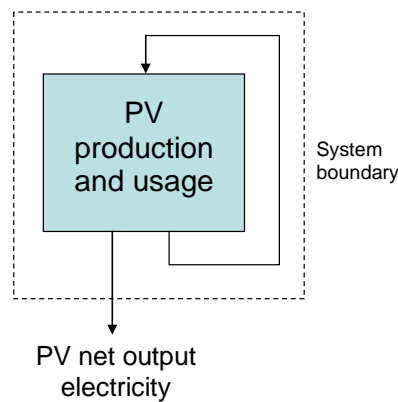 PV
production
and usage
System
boundary
PV net output
electricity